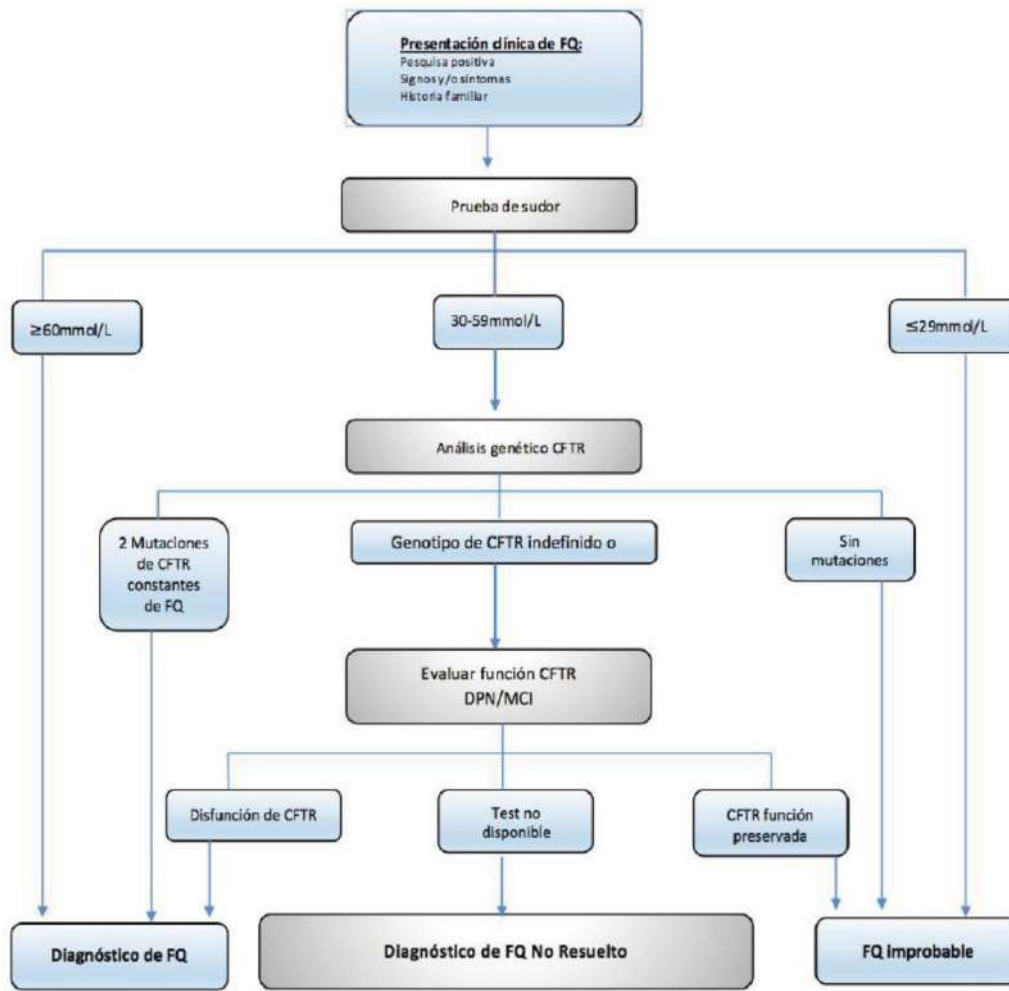 Presentación clínica de FQ:
Pesquisa positiva
Signos y/o síntomas
Historia familiar
Prueba de sudor
≥60mmol/L
30-59mmol/L
≤29mmol/L
Análisis genético CFTR
2 Mutaciones
de CFTR
constantes
de FQ
Genotipo de CFTR indefinido o
Sin
mutaciones
Evaluar función CFTR
DPN/MCI
Disfunción de CFTR
Test no
disponible
CFTR función
preservada
Diagnóstico de FQ
Diagnóstico de FQ No Resuelto
FQ improbable